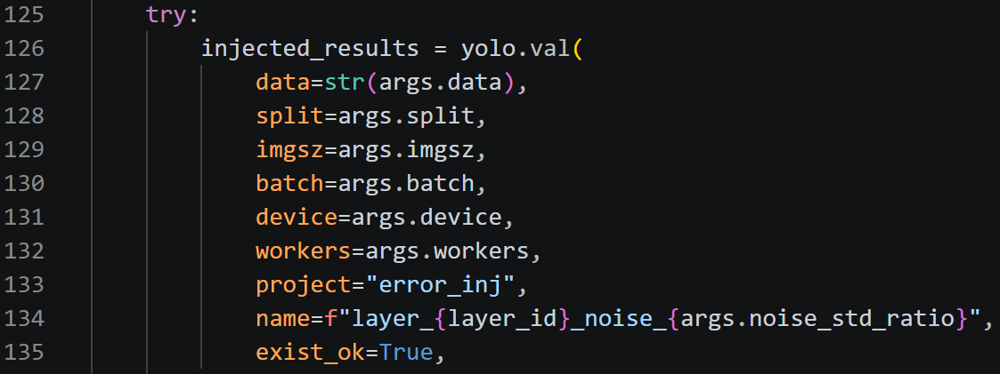 125 try:
126 injected_results = yolo.val(
127 data=str(args.data),
128 split=args.split,
129 imgsz=args.imgsz,
130 batch=args.batch,
131 device=args.device,
132 workers=args.workers,
133 project="error_inj",
134 name=f"layer_{layer_id}_noise_{args.noise_std_ratio}",
135 exist_ok=True,